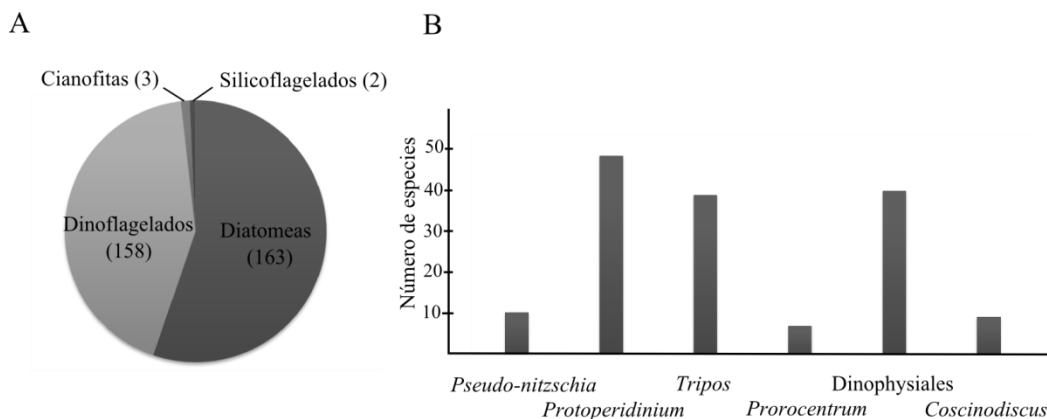 A
Cianofitas (3)
Silicoflagelados (2)
Dinoflagelados
(158)
Diatomeas
(163)
B
Número de especies
50
40
30
20
10
Pseudo-nitzschia
Protoperidinium
Tripos
Prorocentrum
Dinophysiales
Coscinodiscus